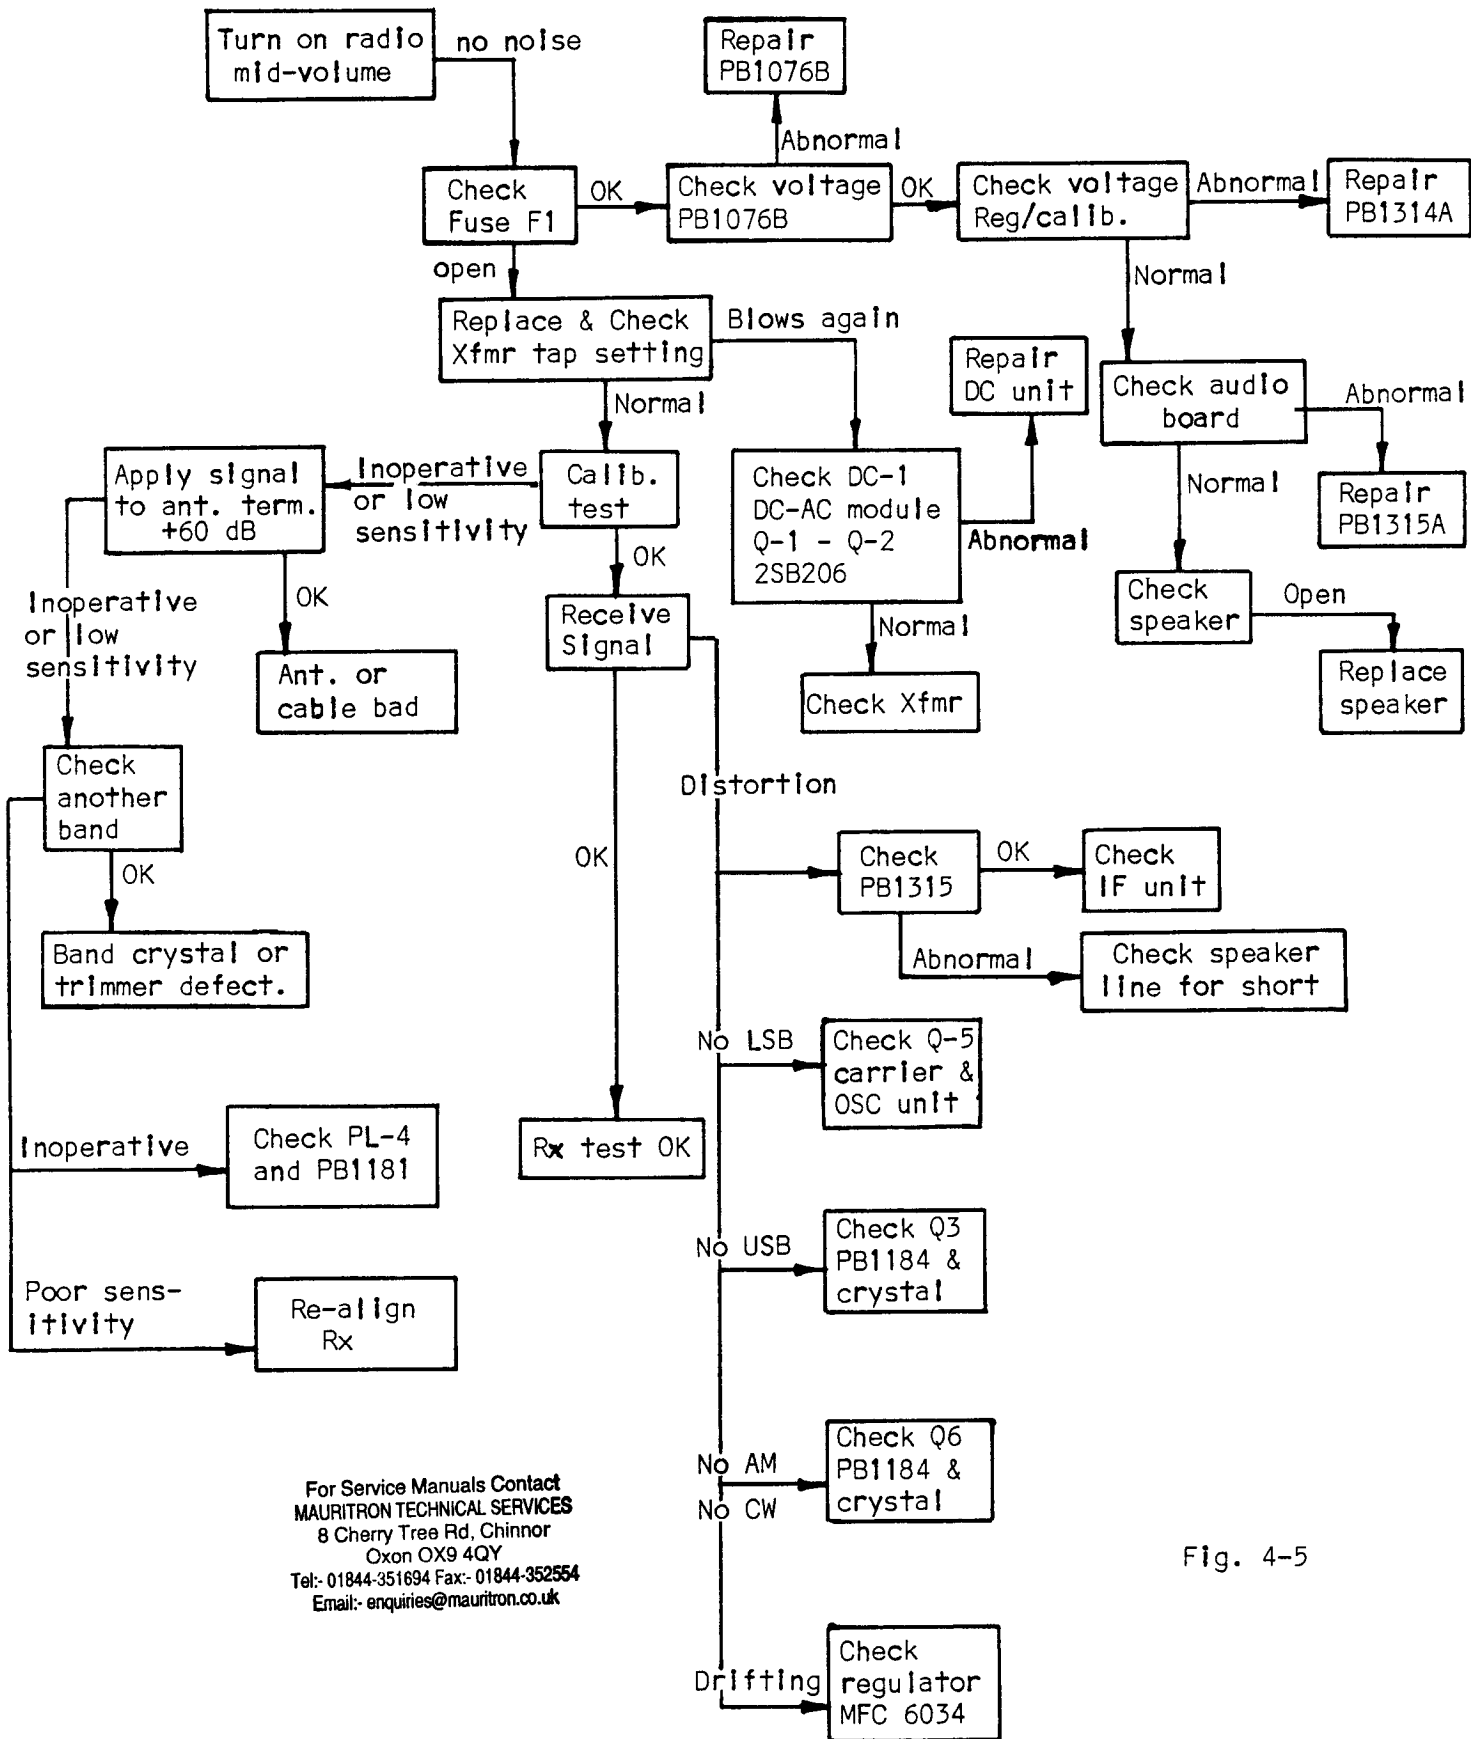 Turn on radio
mid-volume
no noise
Repair
PB1076B
Abnormal
Check
Fuse F1
OK
Check voltage
PB1076B
OK
Check voltage
Reg/calib.
Abnormal
Repair
PB1314A
open
Normal
Replace & Check
Xfmr tap setting
Blows again
Repair
DC unit
Check audio
board
Abnormal
Normal
Apply signal
to ant. term.
+60 dB
Inoperative
or low
sensitivity
Calib.
test
Check DC-1
DC-AC module
Q-1 - Q-2
2SB206
Abnormal
Normal
Repair
PB1315A
OK
Inoperative
or low
sensitivity
OK
Receive
Signal
Normal
Check
speaker
Open
Ant. or
cable bad
Check Xfmr
Replace
speaker
Check
another
band
Distortion
OK
OK
Check
PB1315
OK
Check
IF unit
Band crystal or
trimmer defect.
Abnormal
Check speaker
line for short
No LSB
Check Q-5
carrier &
OSC unit
Inoperative
Check PL-4
and PB1181
Rx test OK
No USB
Check Q3
PB1184 &
crystal
Poor sens-
itivity
Re-align
Rx
No AM
No CW
Check Q6
PB1184 &
crystal
For Service Manuals Contact
MAURITRON TECHNICAL SERVICES
8 Cherry Tree Rd, Chinnor
Oxon OX9 4QY
Tel:- 01844-351694 Fax:- 01844-352554
Email:- enquiries@mauritron.co.uk
Fig. 4-5
Drifting
Check
regulator
MFC 6034